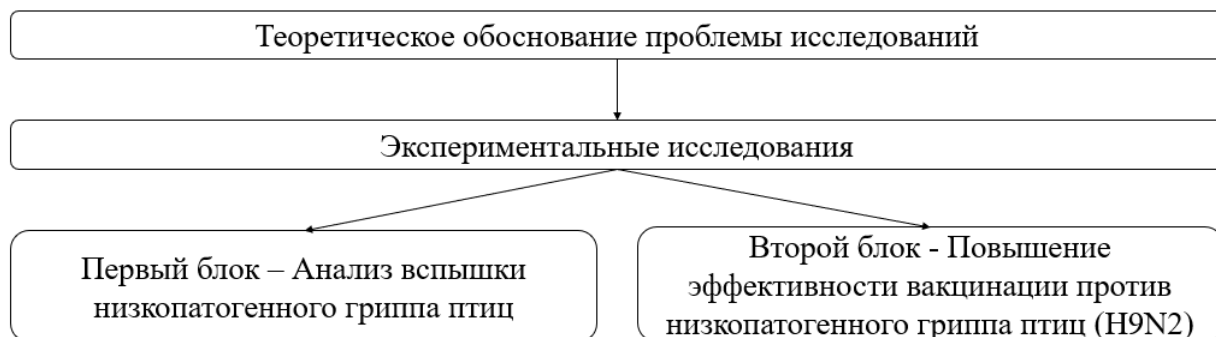 Теоретическое обоснование проблемы исследований
Экспериментальные исследования
Первый блок – Анализ вспышки
низкопатогенного гриппа птиц
Второй блок - Повышение
эффективности вакцинации против
низкопатогенного гриппа птиц (H9N2)